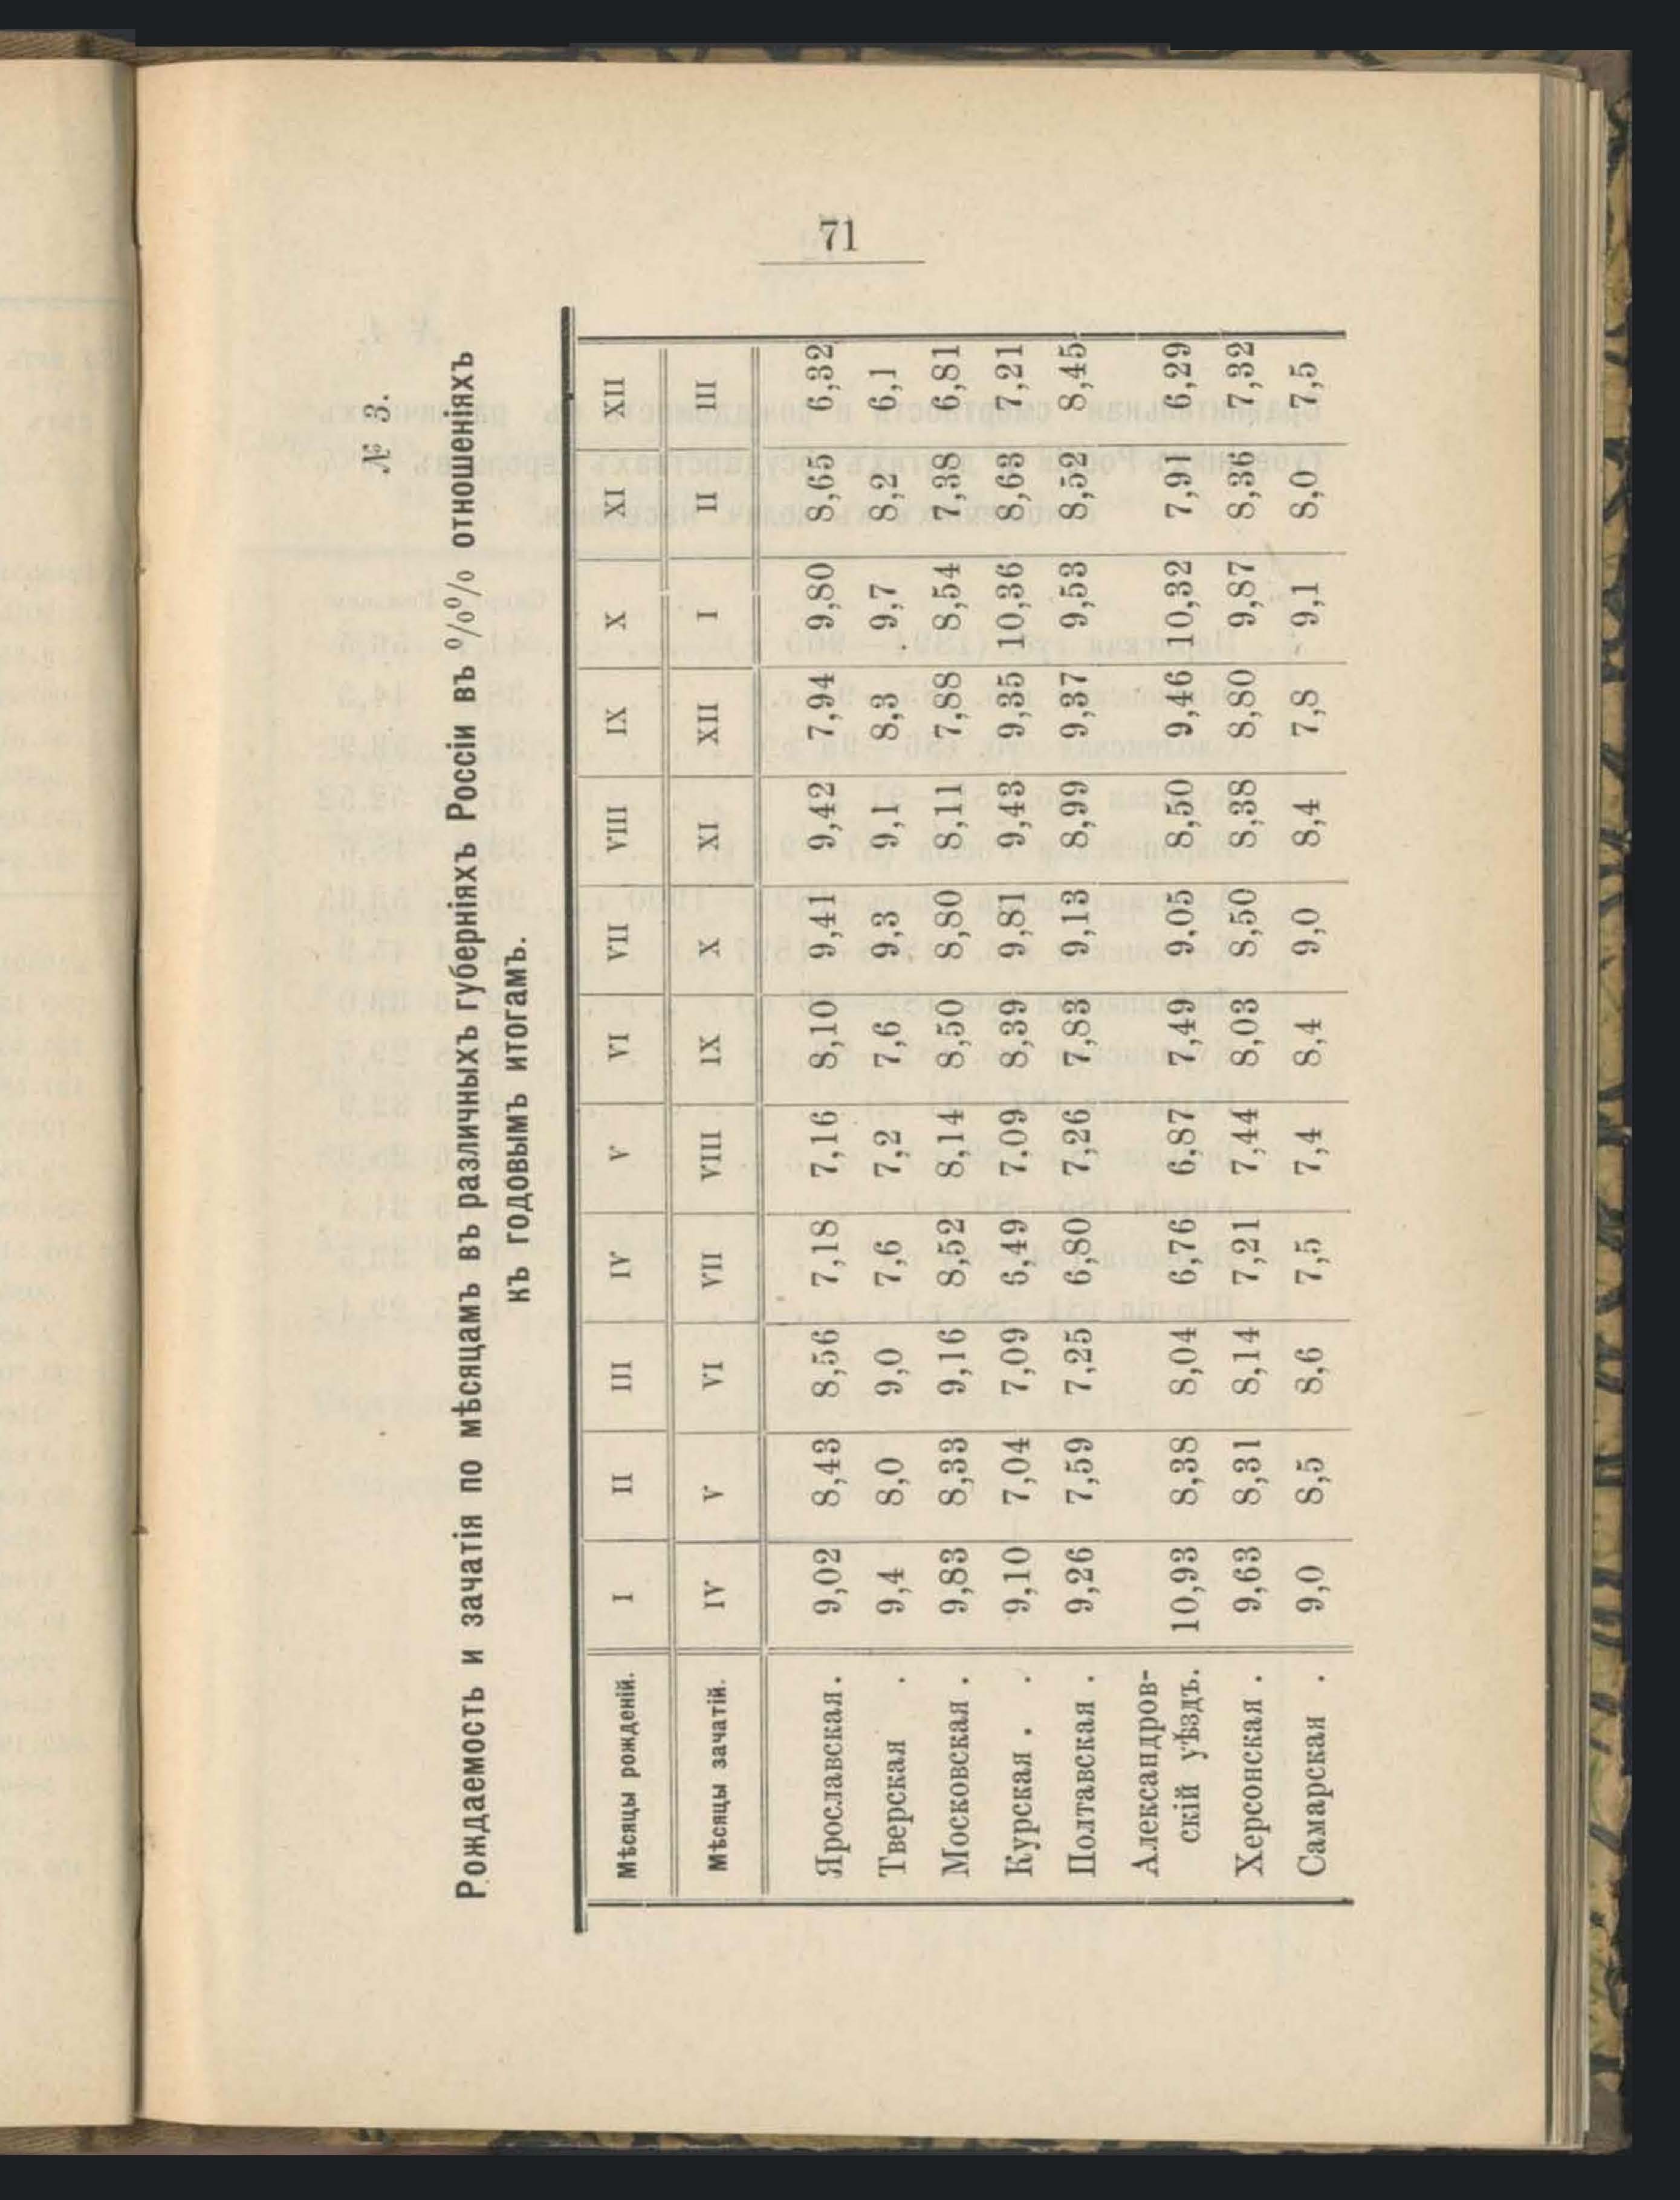 71
№ 3.
Рождаемость и зачатія по мѣсяцамъ въ различныхъ губерніяхъ Россіи въ %% отношеніяхъ
къ годовымъ итогамъ.
Мѣсяцы рожденій. I II III IV V VI VII VIII IX X XI XII
Мѣсяцы зачатій. IV V VI VII VIII IX X XI XII I II III
Ярославская. 9,02 8,43 8,56 7,18 7,16 8,10 9,41 9,42 7,94 9,80 8,65 6,32
Тверская . 9,4 8,0 9,0 7,6 7,2 7,6 9,3 9,1 8,3 9,7 8,2 6,1
Московская . 9,83 8,33 9,16 8,52 8,14 8,50 8,80 8,11 7,88 8,54 7,38 6,81
Курская . . 9,10 7,04 7,09 6,49 7.09 8,39 9,81 9,43 9,35 10,36 8,63 7,21
Полтавская . 9,26 7,59 7,25 6,80 7,26 7,83 9,13 8,99 9,37 9,53 8,52 8,45
Александров-
скій уѣздъ. 10,93 8,38 8,04 6,76 6,87 7,49 9,05 8,50 9,46 10,32 7,91 6,29
Херсонская . 9,63 8,31 8,14 7,21 7,44 8,03 8,50 8,38 8,80 9,87 8,36 7,32
Самарская . 9,0 8,5 8,6 7,5 7,4 8,4 9,0 8,4 7,8 9,1 8,0 7,5